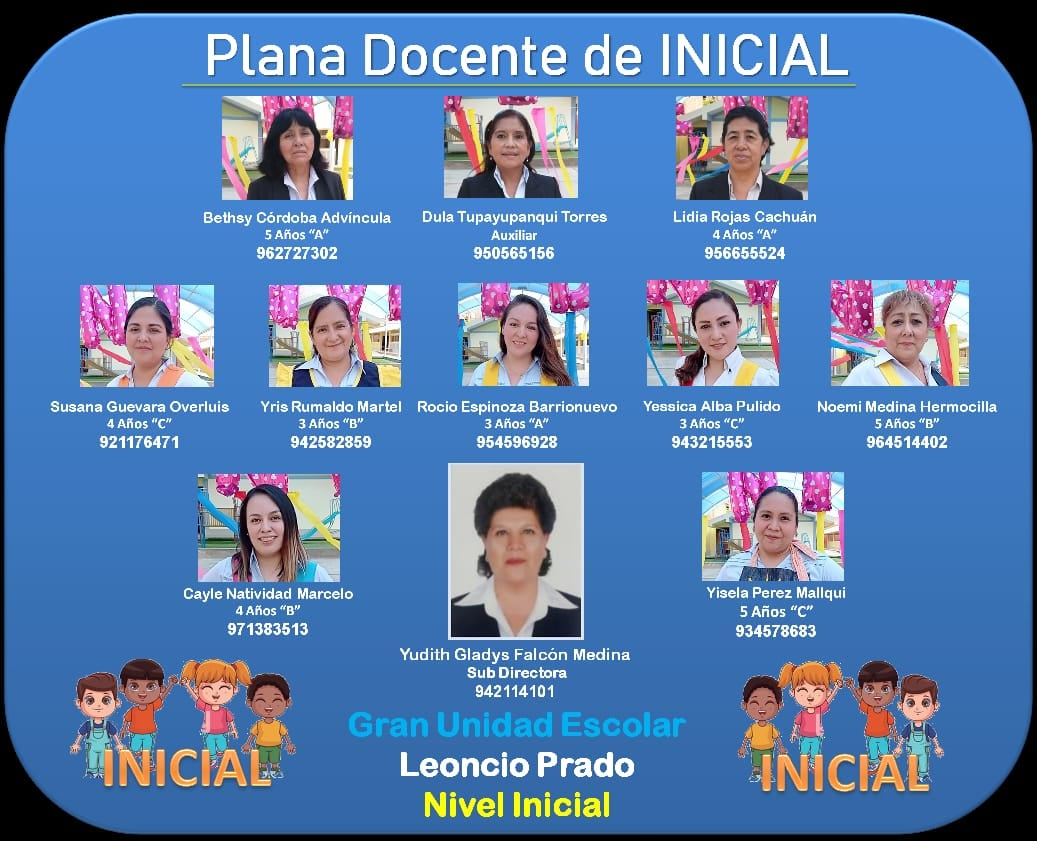 Plana Docente de INICIAL
Bethsy Córdoba Advíncula
5 Años "A"
962727302
Dula Tupayupanqui Torres
Auxiliar
950565156
Lidia Rojas Cachuán
4 Años "A"
956655524
Susana Guevara Overluis
4 Años "C"
921176471
Yris Rumaldo Martel
3 Años "B"
942582859
Rocio Espinoza Barrionuevo
3 Años "A"
954596928
Yessica Alba Pulido
3 Años "C"
943215553
Noemi Medina Hermocilla
5 Años "B"
964514402
Cayle Natividad Marcelo
4 Años "B"
971383513
Yudith Gladys Falcón Medina
Sub Directora
942114101
Yisela Perez Mallqui
5 Años "C"
934578683
Gran Unidad Escolar
Leoncio Prado
Nivel Inicial
INICIAL
INICIAL